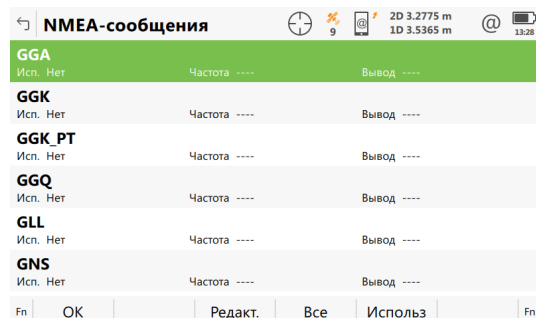 NMEA-сообщения
9
@
2D 3.2775 m
1D 3.5365 m
@
13:28
GGA
Исп. Нет Частота ---- Вывод ----
GGK
Исп. Нет Частота ---- Вывод ----
GGK_PT
Исп. Нет Частота ---- Вывод ----
GGQ
Исп. Нет Частота ---- Вывод ----
GLL
Исп. Нет Частота ---- Вывод ----
GNS
Исп. Нет Частота ---- Вывод ----
Fn ОК Редакт. Все Использ Fn